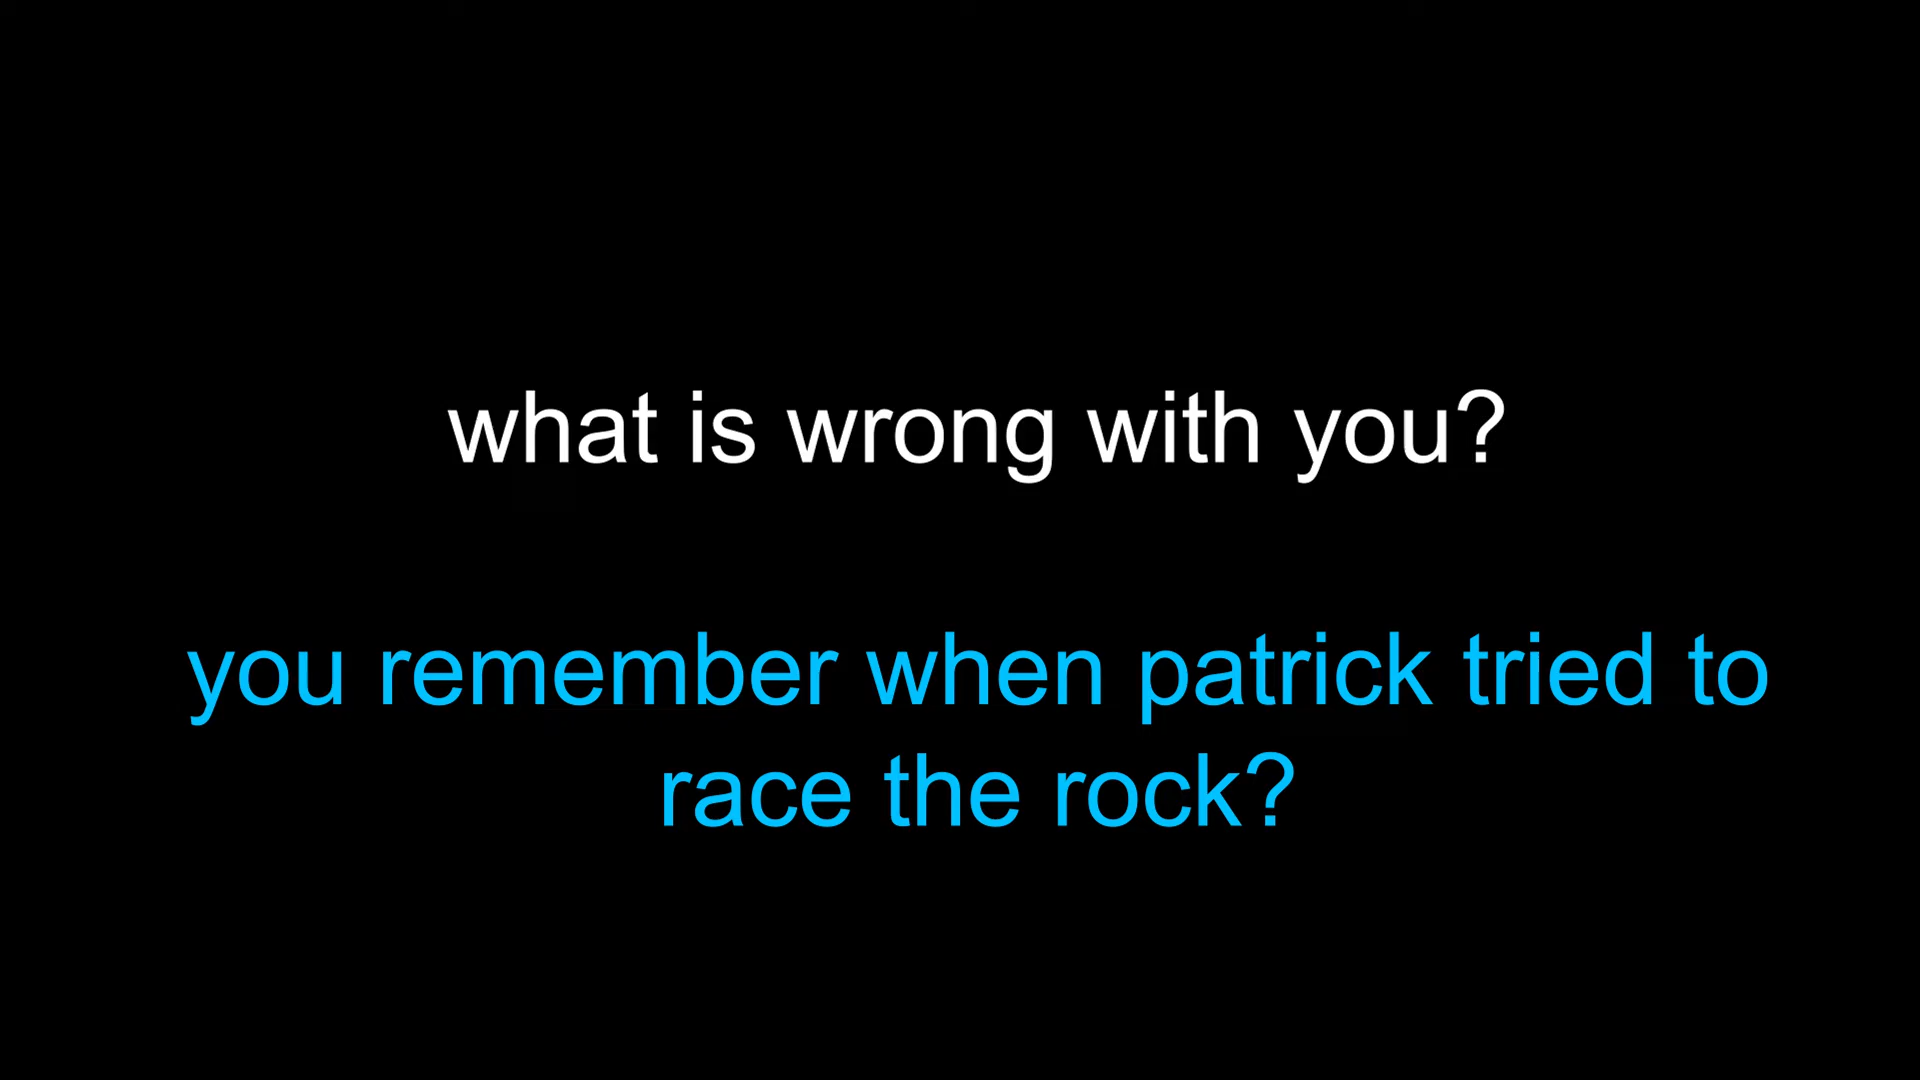 what is wrong with you?
you remember when patrick tried to
race the rock?